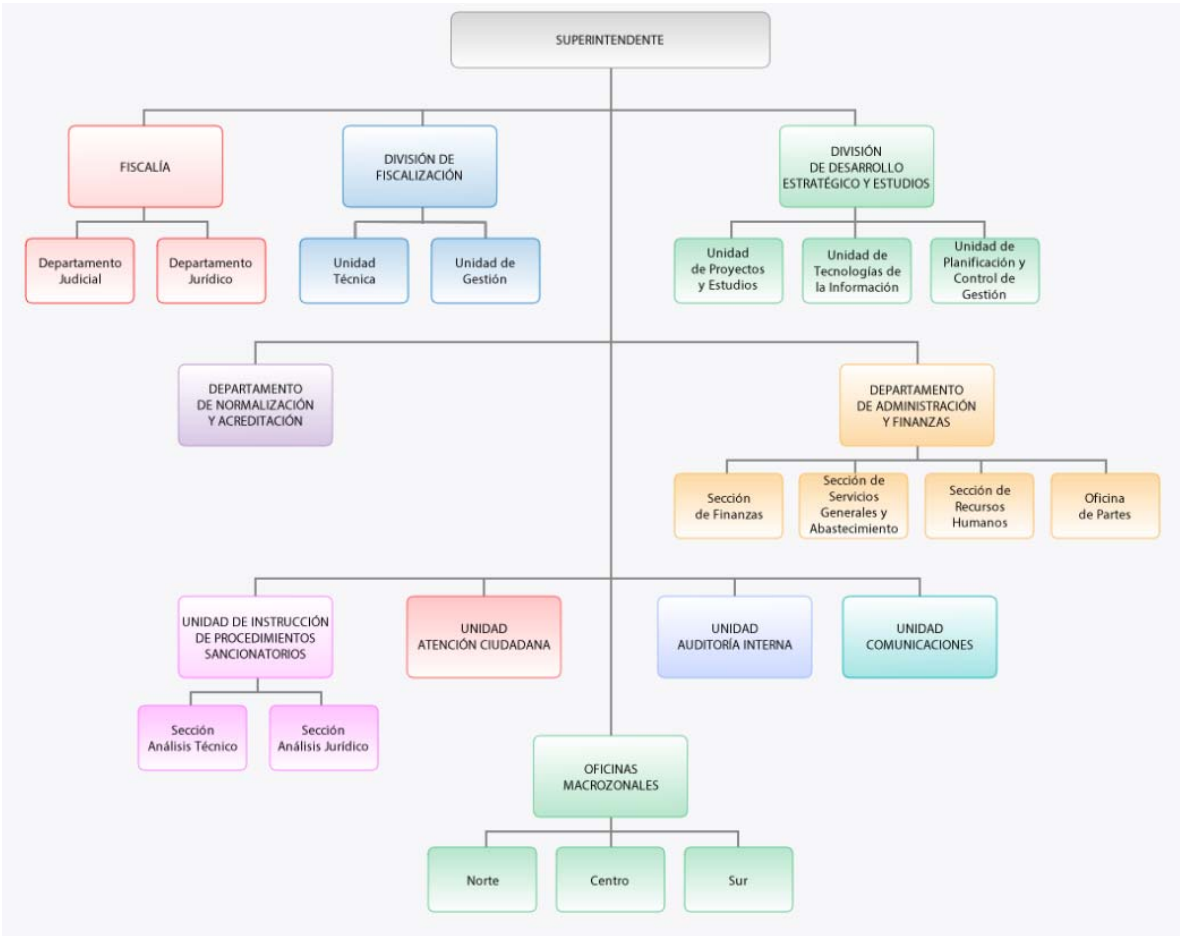 SUPERINTENDENTE
FISCALÍA
DIVISIÓN DE
FISCALIZACIÓN
DIVISIÓN
DE DESARROLLO
ESTRATÉGICO Y ESTUDIOS
Departamento
Judicial
Departamento
Jurídico
Unidad
Técnica
Unidad de
Gestión
Unidad
de Proyectos
y Estudios
Unidad de
Tecnologías de
la Información
Unidad de
Planificación y
Control de
Gestión
DEPARTAMENTO
DE NORMALIZACIÓN
Y ACREDITACIÓN
DEPARTAMENTO
DE ADMINISTRACIÓN
Y FINANZAS
Sección
de Finanzas
Sección de
Servicios
Generales y
Abastecimiento
Sección de
Recursos
Humanos
Oficina
de Partes
UNIDAD DE INSTRUCCIÓN
DE PROCEDIMIENTOS
SANCIONATORIOS
UNIDAD
ATENCIÓN CIUDADANA
UNIDAD
AUDITORÍA INTERNA
UNIDAD
COMUNICACIONES
Sección
Análisis Técnico
Sección
Análisis Jurídico
OFICINAS
MACROZONALES
Norte
Centro
Sur